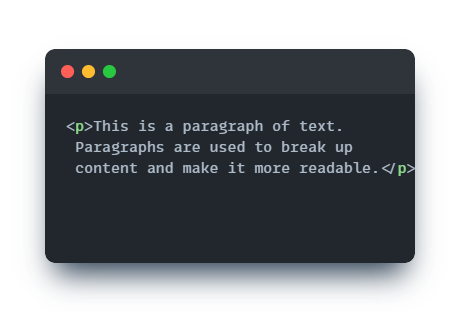 <p>This is a paragraph of text.
Paragraphs are used to break up
content and make it more readable.</p>